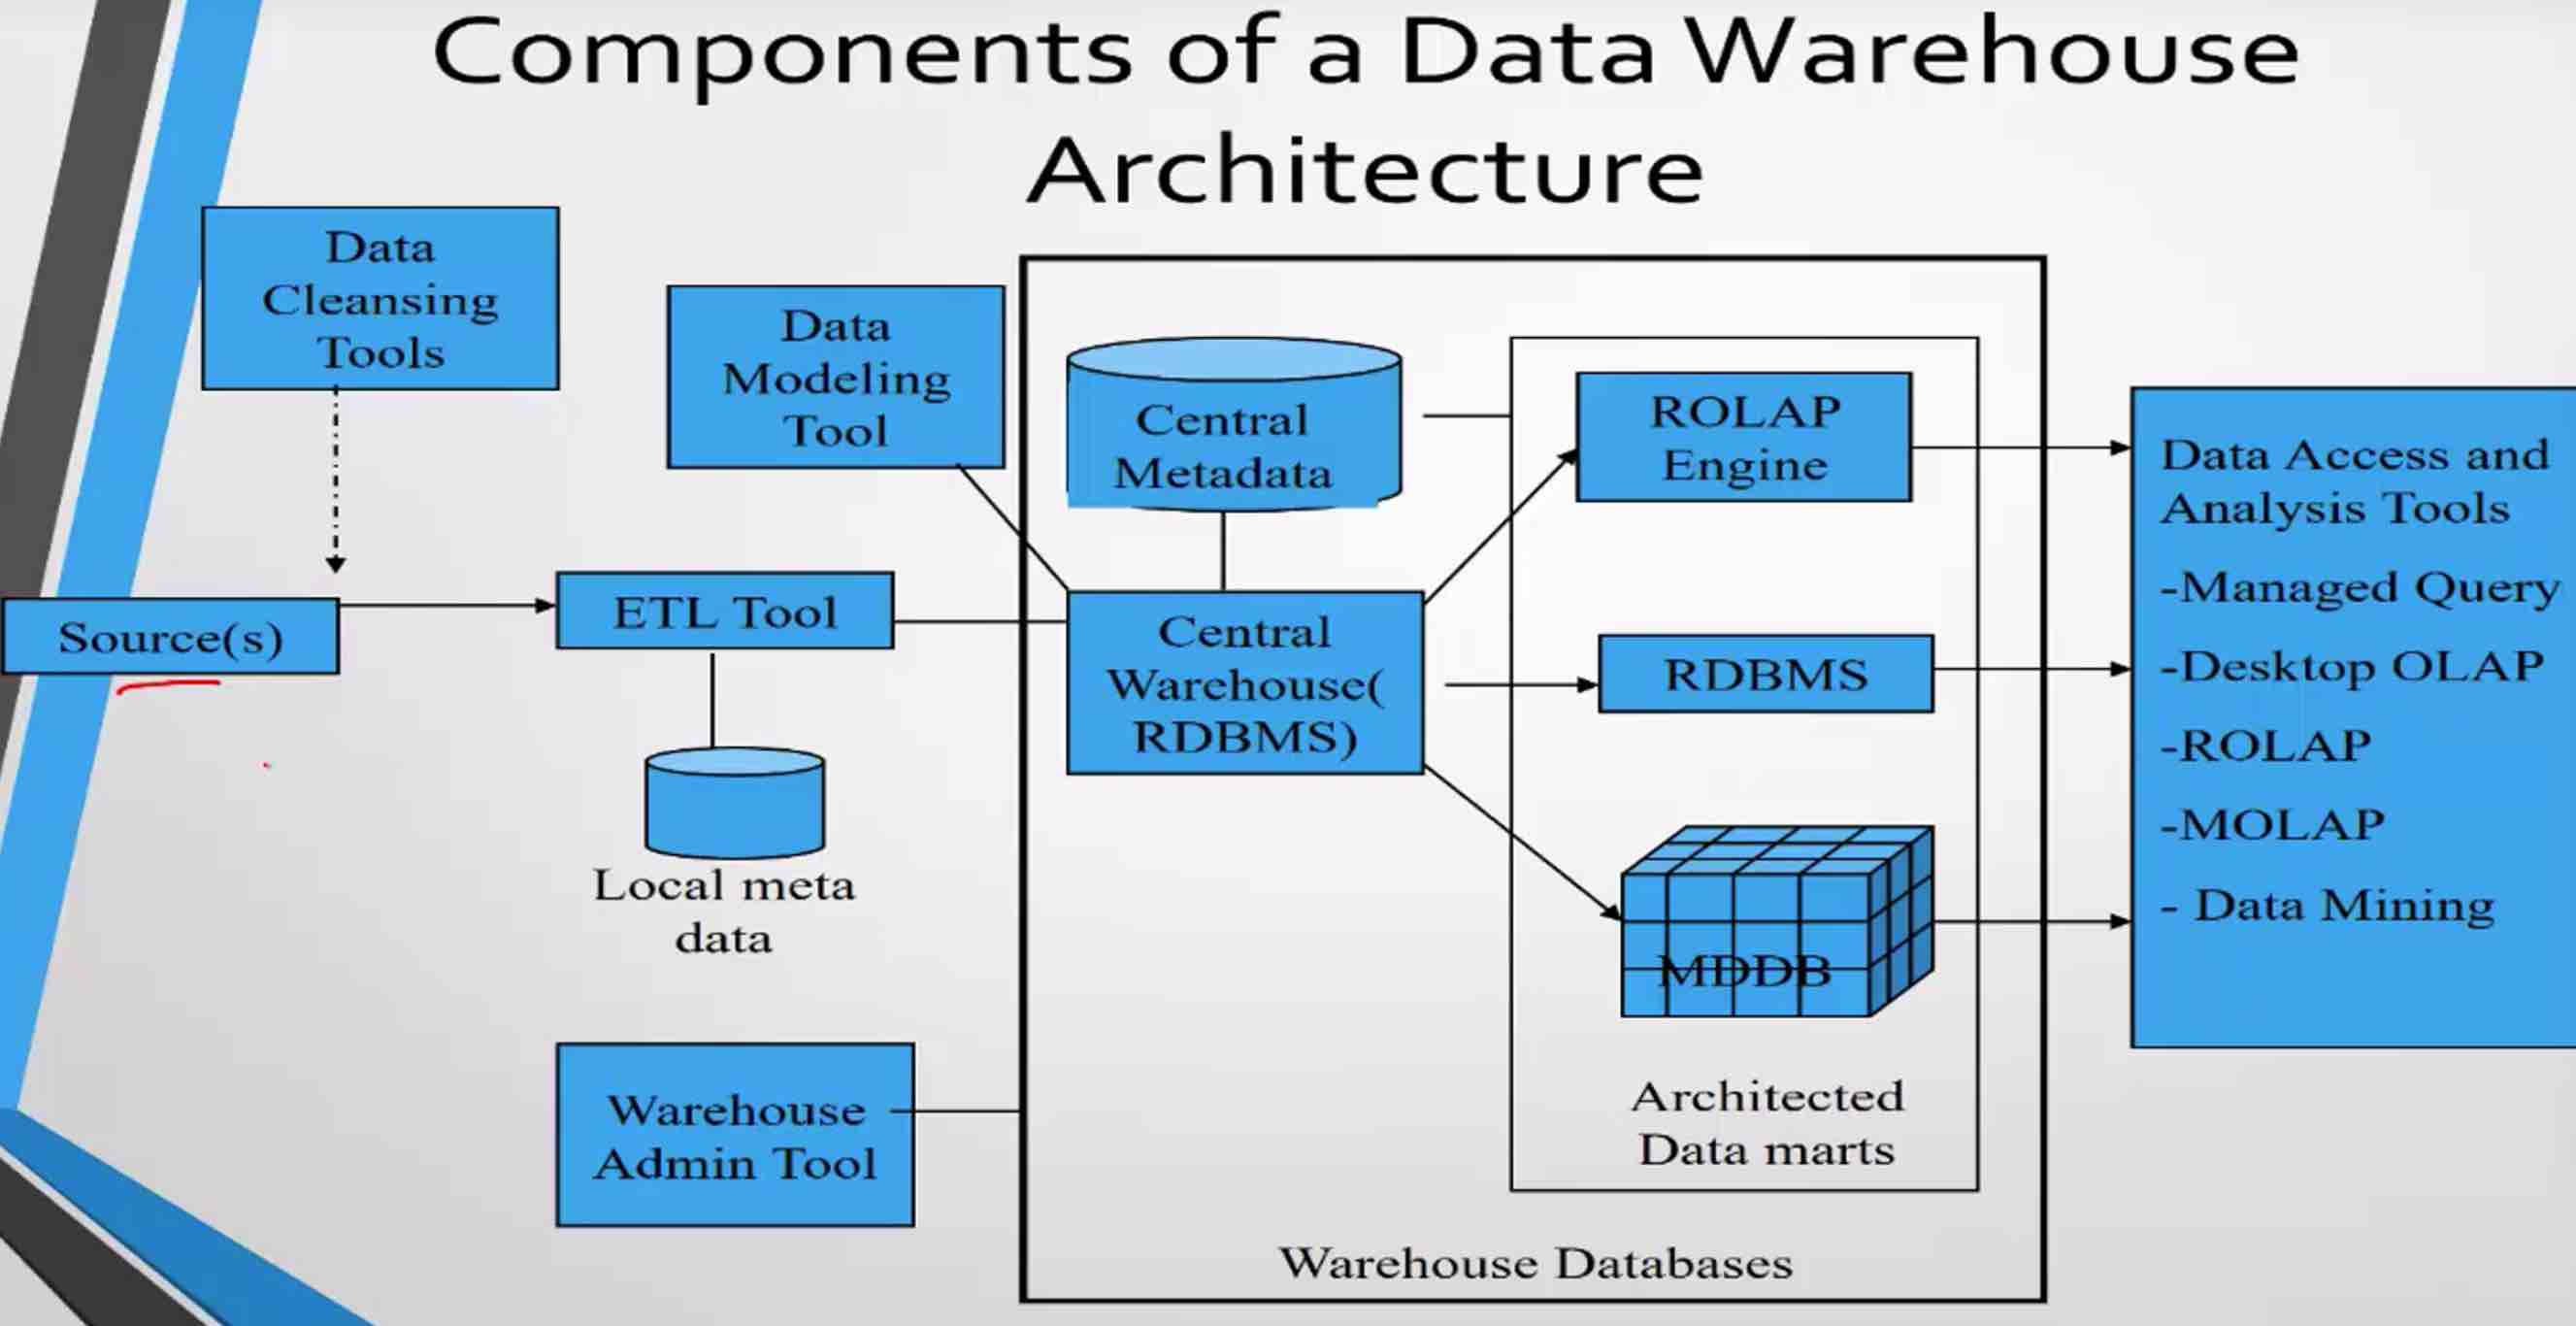 Components of a Data Warehouse
Architecture
Data
Cleansing
Tools
Data
Modeling
Tool
Source(s)
ETL Tool
Local meta
data
Warehouse
Admin Tool
Central
Metadata
Central
Warehouse(
RDBMS)
ROLAP
Engine
RDBMS
MDDB
Architected
Data marts
Warehouse Databases
Data Access and
Analysis Tools
-Managed Query
-Desktop OLAP
-ROLAP
-MOLAP
- Data Mining